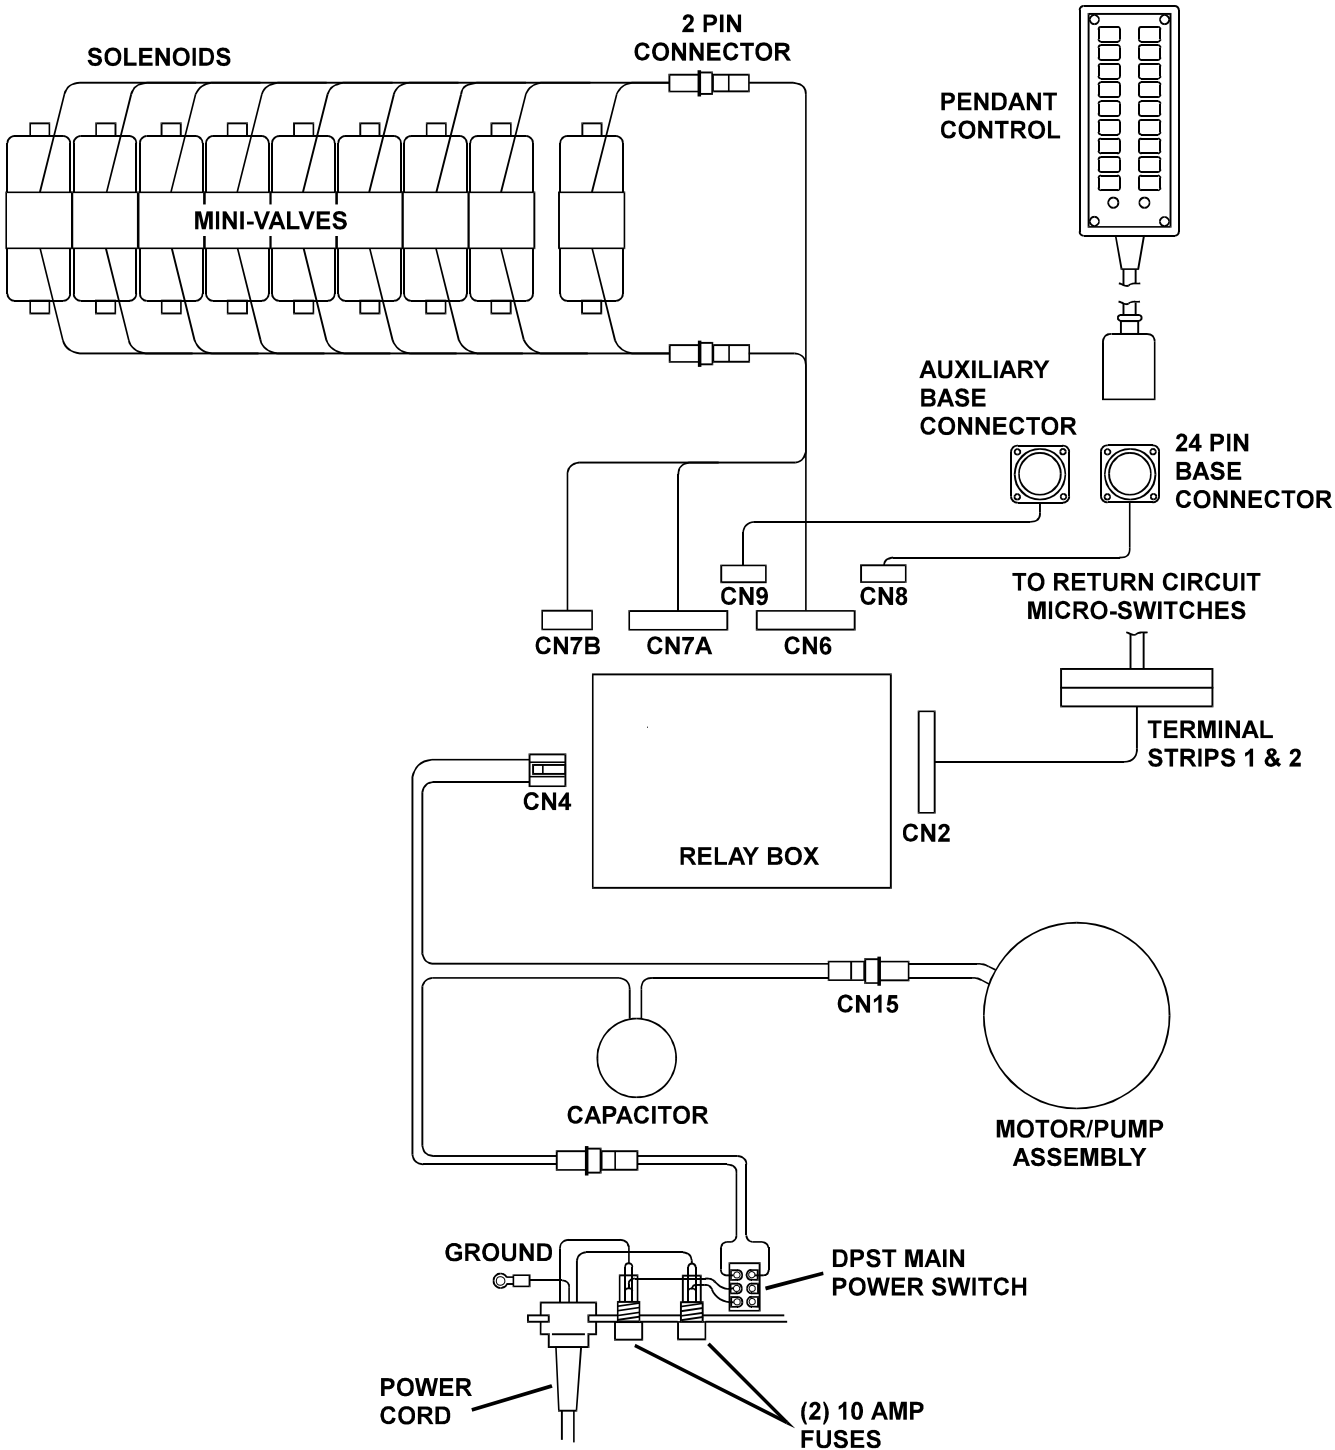 SOLENOIDS
2 PIN
CONNECTOR
PENDANT
CONTROL
MINI-VALVES
AUXILIARY
BASE
CONNECTOR
24 PIN
BASE
CONNECTOR
CN9
CN8
TO RETURN CIRCUIT
MICRO-SWITCHES
CN7B
CN7A
CN6
TERMINAL
STRIPS 1 & 2
CN4
CN2
RELAY BOX
CN15
CAPACITOR
MOTOR/PUMP
ASSEMBLY
GROUND
DPST MAIN
POWER SWITCH
POWER
CORD
(2) 10 AMP
FUSES